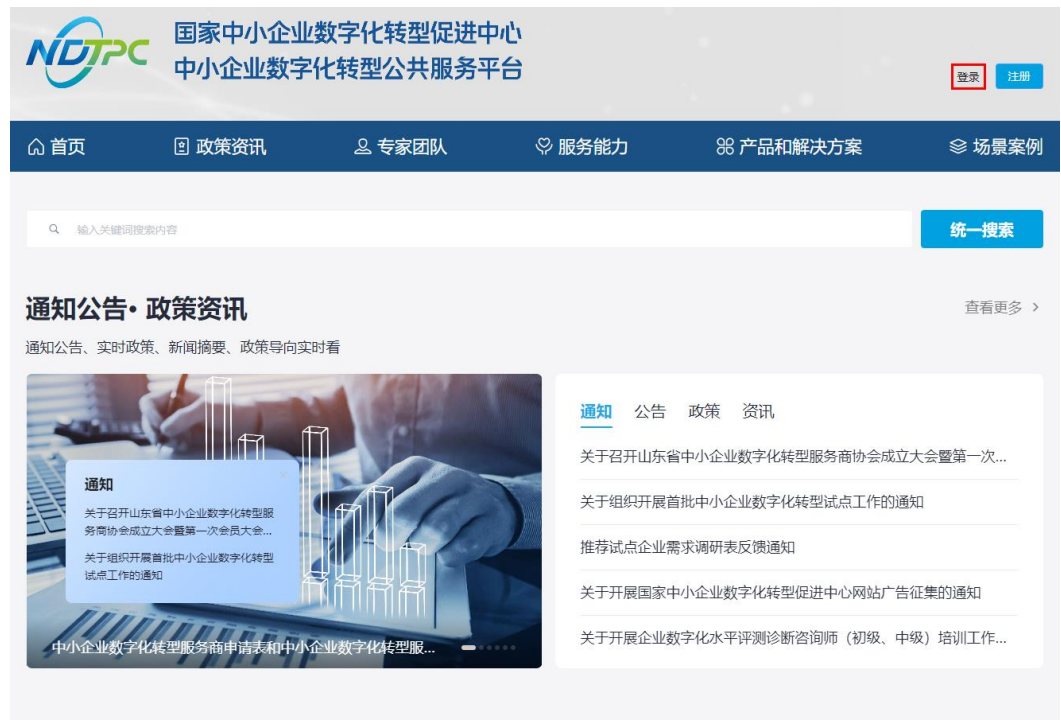 NDTPC
国家中小企业数字化转型促进中心
中小企业数字化转型公共服务平台
登录
注册
首页
政策资讯
专家团队
服务能力
产品和解决方案
场景案例
输入关键词搜索内容
统一搜索
通知公告•政策资讯
查看更多
通知公告、实时政策、新闻摘要、政策导向实时看
通知
关于召开山东省中小企业数字化转型服
务商协会成立大会暨第一次会员大会...
关于组织开展首批中小企业数字化转型
试点工作的通知
中小企业数字化转型服务商申请表和中小企业数字化转型服...
通知 公告 政策 资讯
关于召开山东省中小企业数字化转型服务商协会成立大会暨第一次...
关于组织开展首批中小企业数字化转型试点工作的通知
推荐试点企业需求调研表反馈通知
关于开展国家中小企业数字化转型促进中心网站广告征集的通知
关于开展企业数字化水平评测诊断咨询师（初级、中级）培训工作...